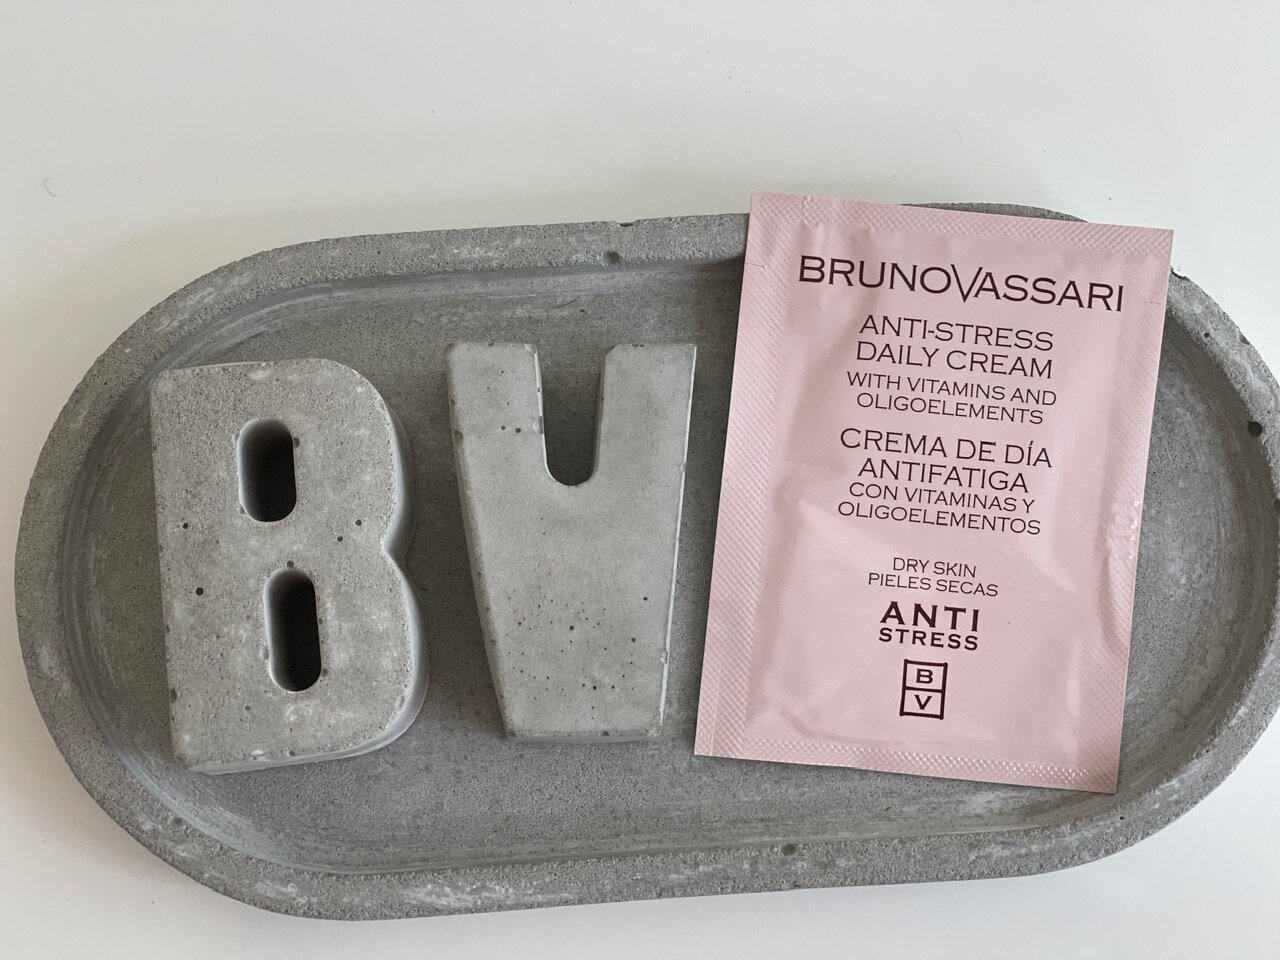 BV
BRUNOVASSARI
ANTI-STRESS
DAILY CREAM
WITH VITAMINS AND
OLIGOELEMENTS
CREMA DE DÍA
ANTIFATIGA
CON VITAMINAS Y
OLIGOELEMENTOS
DRY SKIN
PIELES SECAS
ANTI
STRESS
B
V